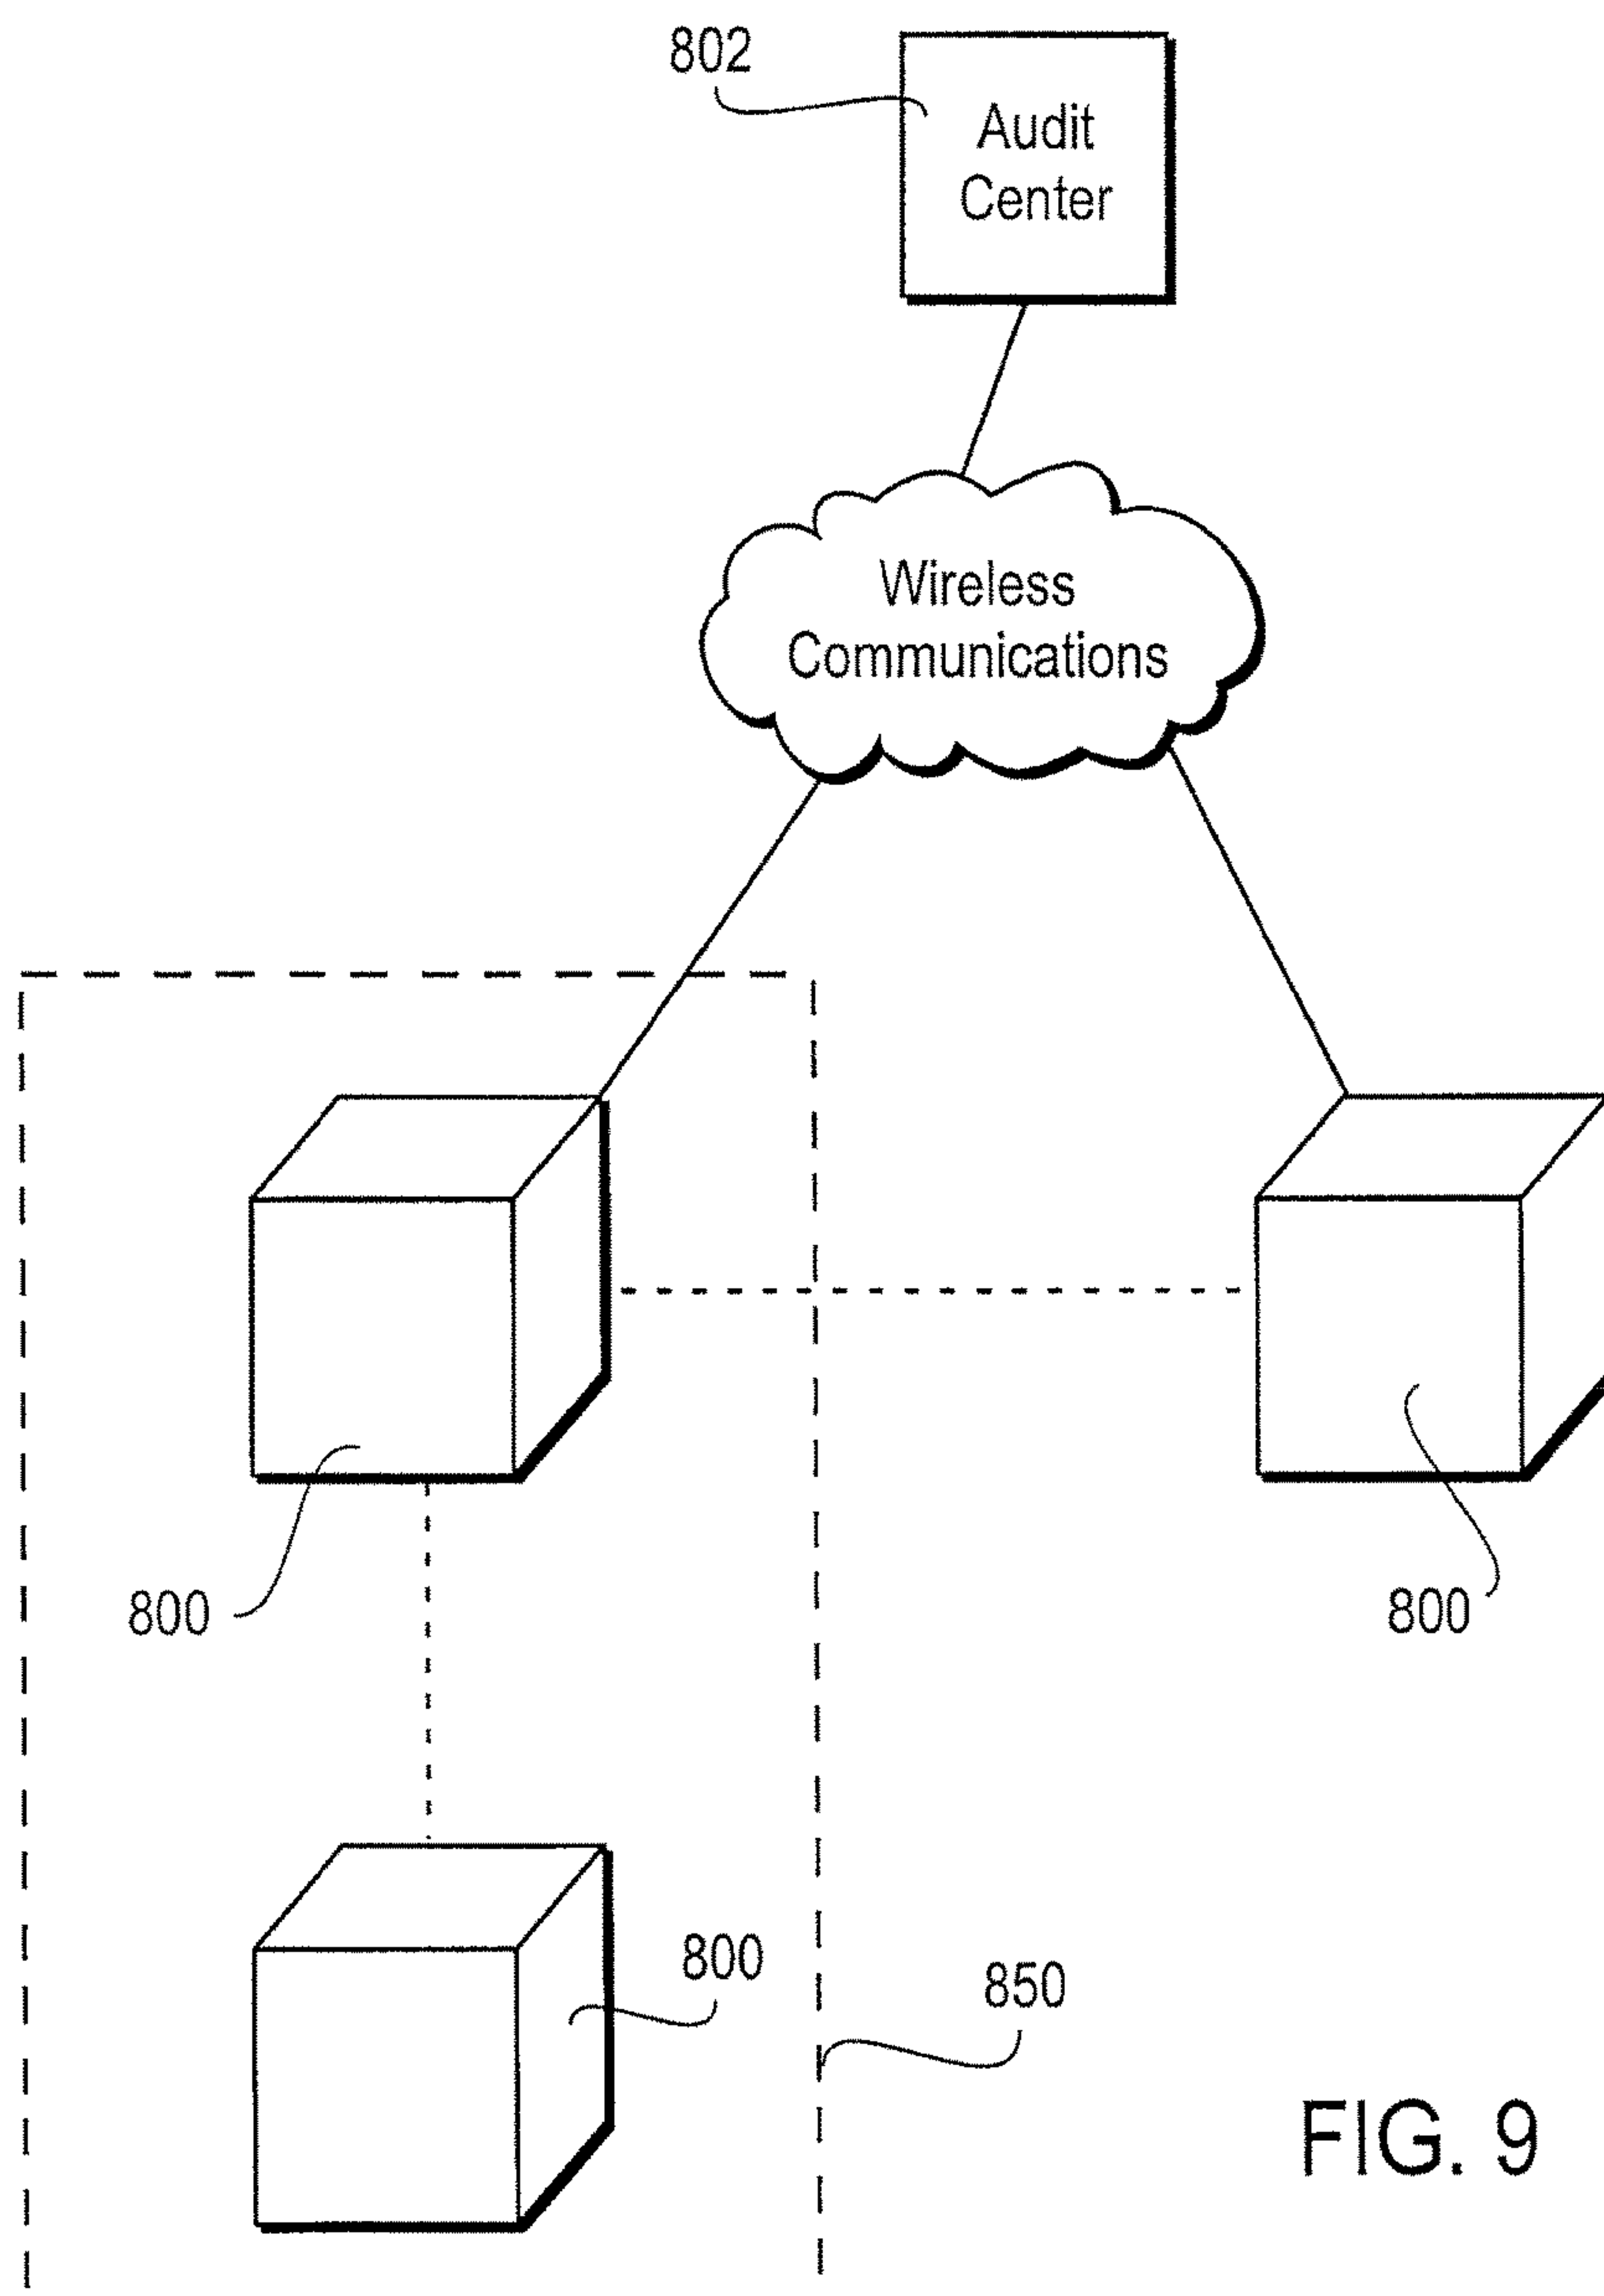 802
Audit
Center
Wireless
Communications
800
800
800
850
FIG. 9